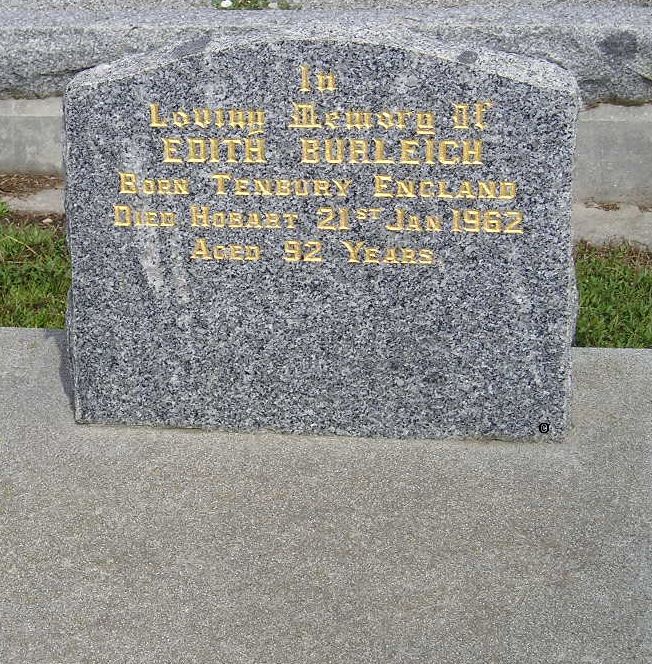 In
Loving Memory Of
EDITH BURLEIGH
BORN TENBURY ENGLAND
DIED HOBART 21ST JAN 1962
AGED 92 YEARS
©